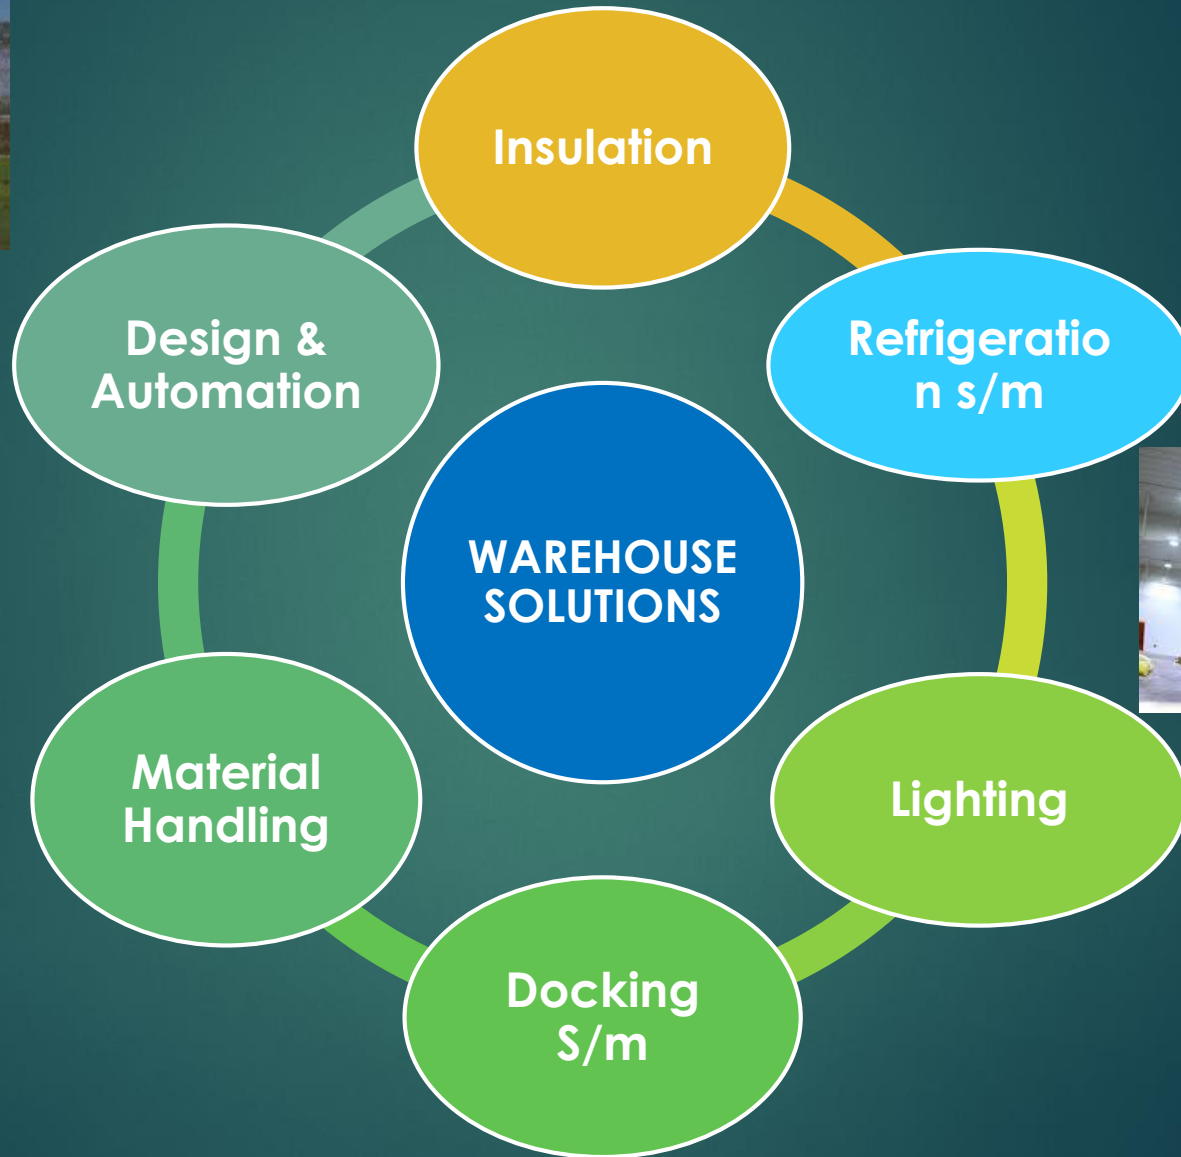 Insulation
Refrigeratio
n s/m
Lighting
Docking
S/m
Material
Handling
Design &
Automation
WAREHOUSE
SOLUTIONS